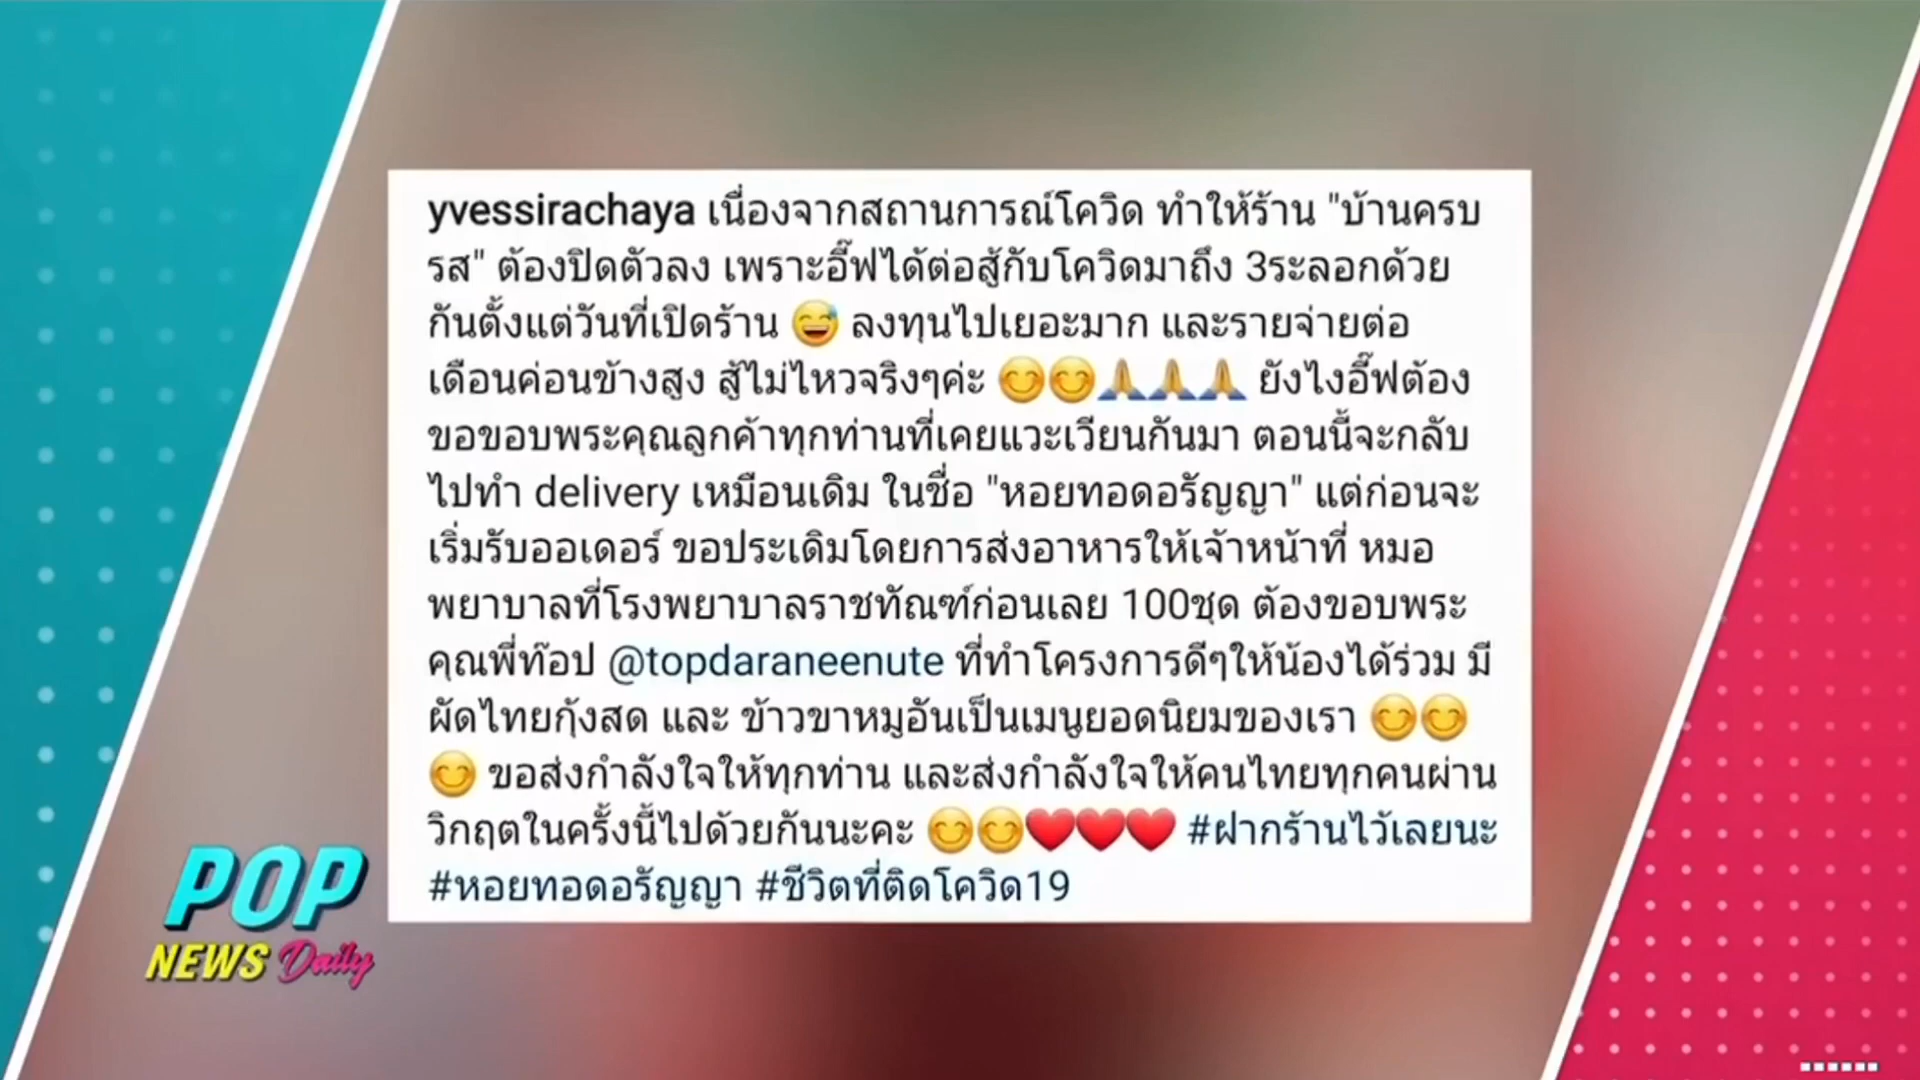 yvessirachaya เนื่องจากสถานการณ์โควิด ทำให้ร้าน "บ้านครบ
รส" ต้องปิดตัวลง เพราะอี๊ฟได้ต่อสู้กับโควิดมาถึง 3ระลอกด้วย
กันตั้งแต่วันที่เปิดร้าน 😅 ลงทุนไปเยอะมาก และรายจ่ายต่อ
เดือนค่อนข้างสูง สู้ไม่ไหวจริงๆค่ะ 😊😊🙏🙏🙏 ยังไงอี๊ฟต้อง
ขอขอบพระคุณลูกค้าทุกท่านที่เคยแวะเวียนกันมา ตอนนี้จะกลับ
ไปทำ delivery เหมือนเดิม ในชื่อ "หอยทอดอรัญญา" แต่ก่อนจะ
เริ่มรับออเดอร์ ขอประเดิมโดยการส่งอาหารให้เจ้าหน้าที่ หมอ
พยาบาลที่โรงพยาบาลราชทัณฑ์ก่อนเลย 100ชุด ต้องขอบพระ
คุณพี่ท๊อป @topdaraneenute ที่ทำโครงการดีๆให้น้องได้ร่วม มี
ผัดไทยกุ้งสด และ ข้าวขาหมูอันเป็นเมนูยอดนิยมของเรา 😊😊
😊 ขอส่งกำลังใจให้ทุกท่าน และส่งกำลังใจให้คนไทยทุกคนผ่าน
วิกฤตในครั้งนี้ไปด้วยกันนะคะ 😊😊❤️❤️❤️ #ฝากร้านไว้เลยนะ
#หอยทอดอรัญญา #ชีวิตที่ติดโควิด19
POP
NEWS Daily